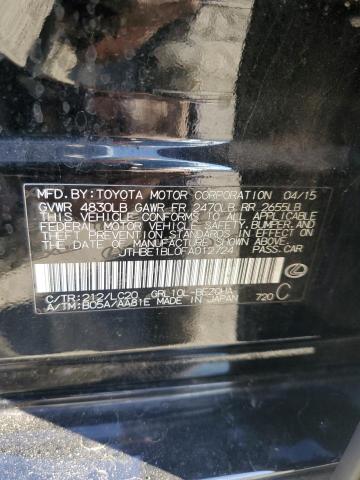 MFD. BY: TOYOTA MOTOR CORPORATION 04/15
GVWR 4830LB GAWR FR 2470LB RR 2655LB
THIS VEHICLE CONFORMS TO ALL APPLICABLE
FEDERAL MOTOR VEHICLE SAFETY, BUMPER, AND
THEFT PREVENTION STANDARDS IN EFFECT ON
THE DATE OF MANUFACTURE SHOWN ABOVE.
JTHBE1BL0FA012724 PASS. CAR
C/TR: 212/LC20 GRL10L-BEZQHA
A/TM: B05A/AA81E MADE IN JAPAN 720 C